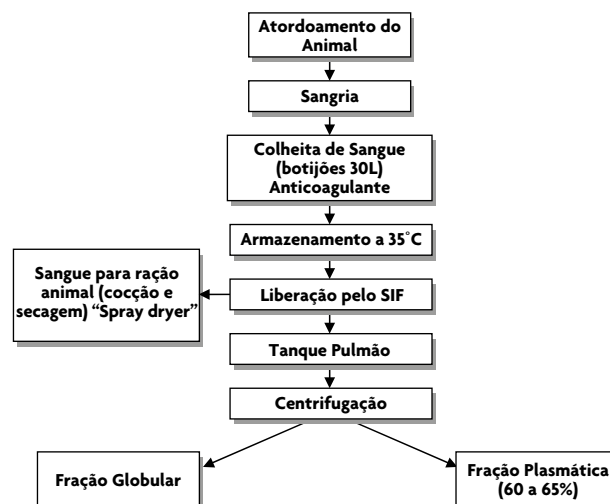 Atordoamento do
Animal
Sangria
Colheita de Sangue
(botijões 30L)
Anticoagulante
Armazenamento a 35°C
Sangue para ração
animal (cocção e
secagem) “Spray dryer”
Liberação pelo SIF
Tanque Pulmão
Centrifugação
Fração Globular
Fração Plasmática
(60 a 65%)